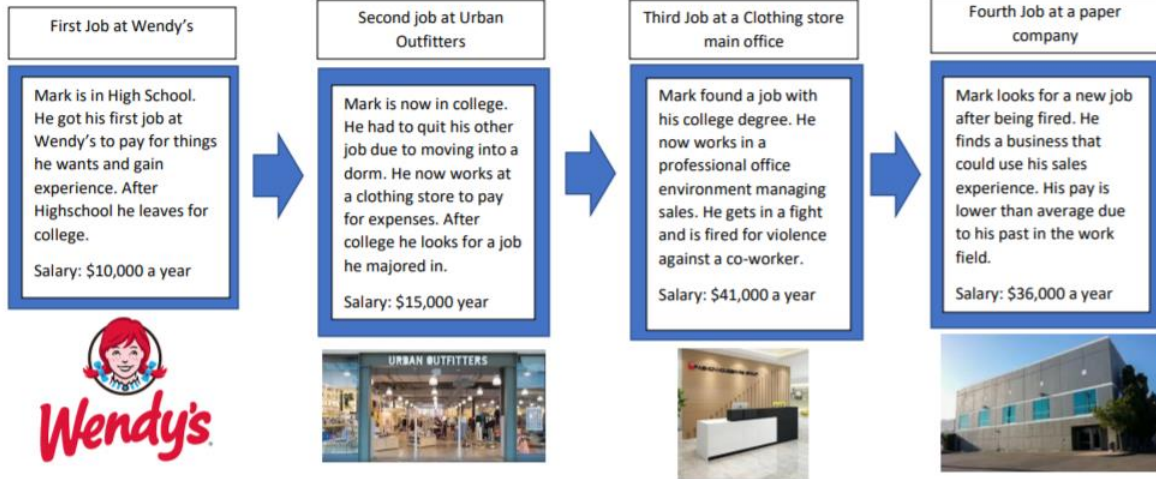 First Job at Wendy's
Mark is in High School.
He got his first job at
Wendy's to pay for things
he wants and gain
experience. After
Highschool he leaves for
college.
Salary: $10,000 a year
Wendy's
Second job at Urban
Outfitters
Mark is now in college.
He had to quit his other
job due to moving into a
dorm. He now works at
a clothing store to pay
for expenses. After
college he looks for a job
he majored in.
Salary: $15,000 year
URBAN OUTFITTERS
Third Job at a Clothing store
main office
Mark found a job with
his college degree. He
now works in a
professional office
environment managing
sales. He gets in a fight
and is fired for violence
against a co-worker.
Salary: $41,000 a year
Fourth Job at a paper
company
Mark looks for a new job
after being fired. He
finds a business that
could use his sales
experience. His pay is
lower than average due
to his past in the work
field.
Salary: $36,000 a year